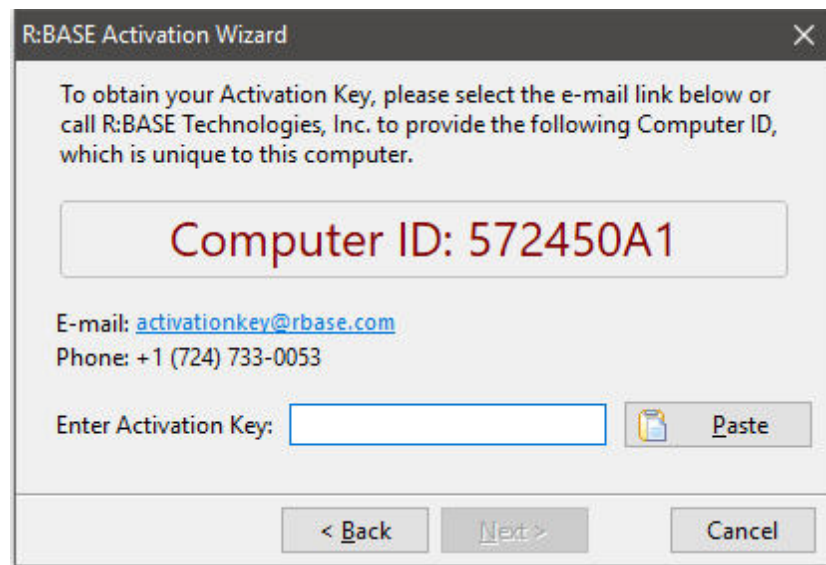 R:BASE Activation Wizard
To obtain your Activation Key, please select the e-mail link below or
call R:BASE Technologies, Inc. to provide the following Computer ID,
which is unique to this computer.
Computer ID: 572450A1
E-mail: activationkey@rbase.com
Phone: +1 (724) 733-0053
Enter Activation Key: Paste
< Back Next > Cancel